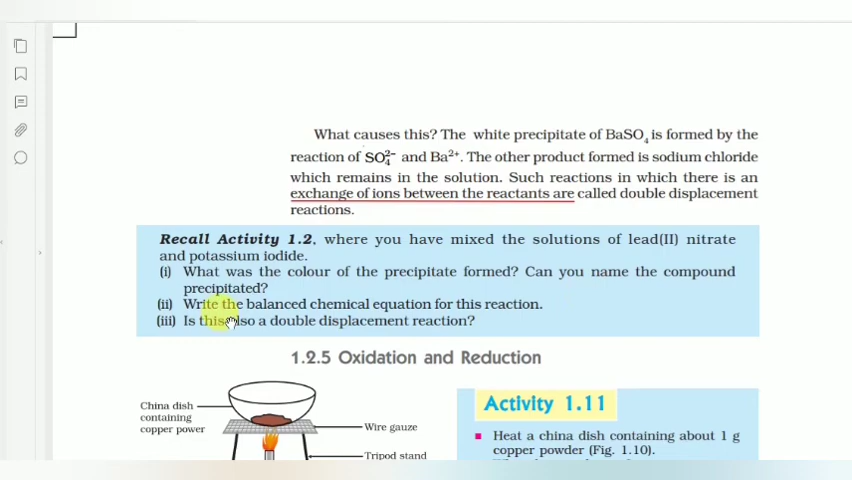 What causes this? The white precipitate of BaSO₄ is formed by the
reaction of SO₄²⁻ and Ba²⁺. The other product formed is sodium chloride
which remains in the solution. Such reactions in which there is an
exchange of ions between the reactants are called double displacement
reactions.
Recall Activity 1.2, where you have mixed the solutions of lead(II) nitrate
and potassium iodide.
(i) What was the colour of the precipitate formed? Can you name the compound
precipitated?
(ii) Write the balanced chemical equation for this reaction.
(iii) Is this also a double displacement reaction?
1.2.5 Oxidation and Reduction
China dish
containing
copper power
Wire gauze
Tripod stand
Activity 1.11
Heat a china dish containing about 1 g
copper powder (Fig. 1.10).